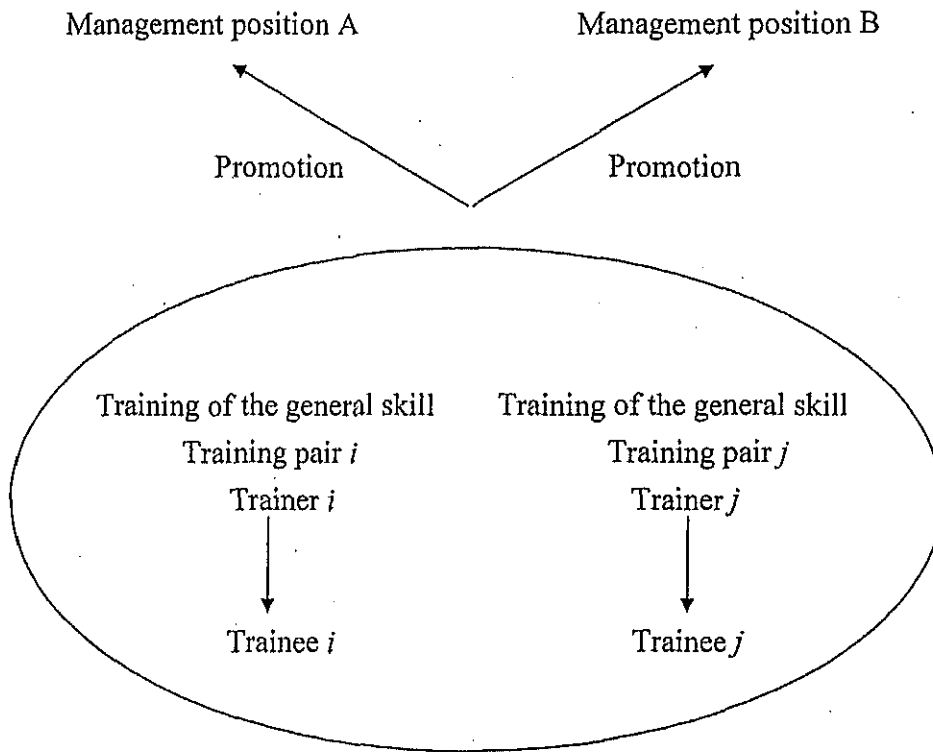 Management position A
Management position B
Promotion
Promotion
Training of the general skill
Training pair i
Trainer i
Trainee i
Training of the general skill
Training pair j
Trainer j
Trainee j